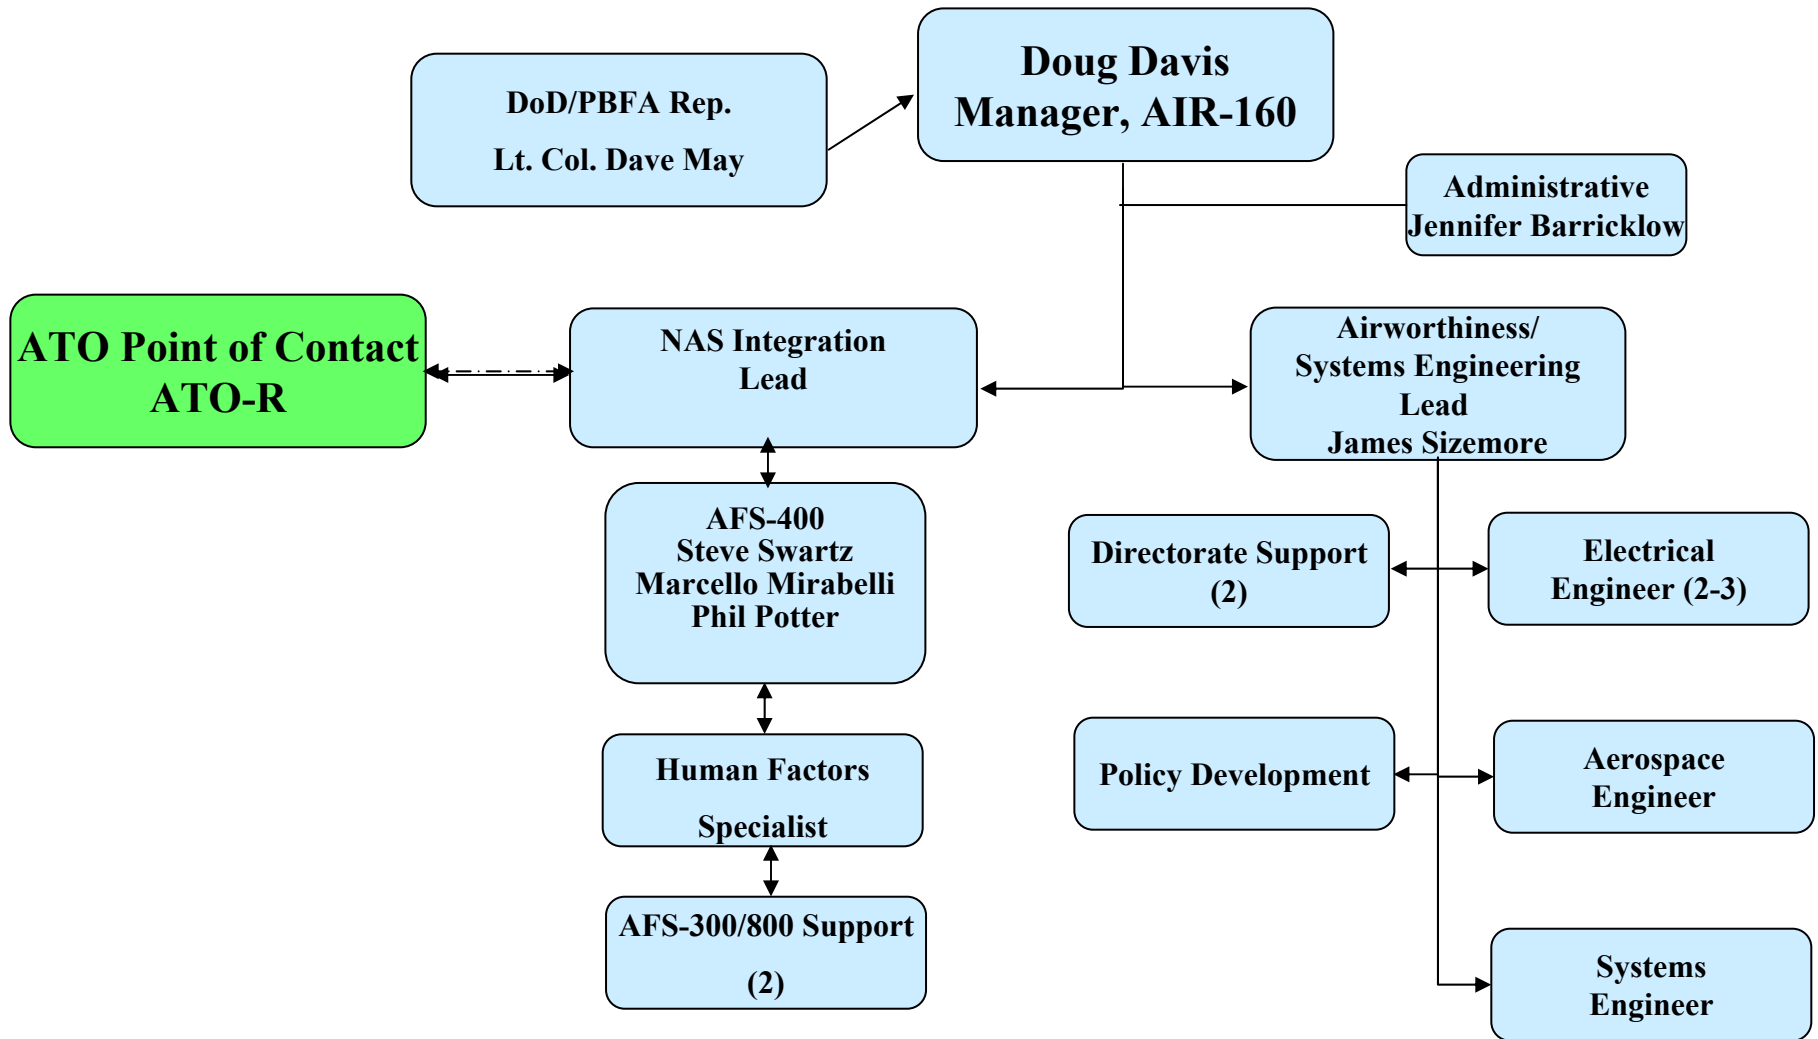 Doug Davis
Manager, AIR-160
DoD/PBFA Rep.
Lt. Col. Dave May
Administrative
Jennifer Barricklow
ATO Point of Contact
ATO-R
NAS Integration
Lead
Airworthiness/
Systems Engineering
Lead
James Sizemore
AFS-400
Steve Swartz
Marcello Mirabelli
Phil Potter
Directorate Support
(2)
Electrical
Engineer (2-3)
Human Factors
Specialist
Policy Development
Aerospace
Engineer
AFS-300/800 Support
(2)
Systems
Engineer